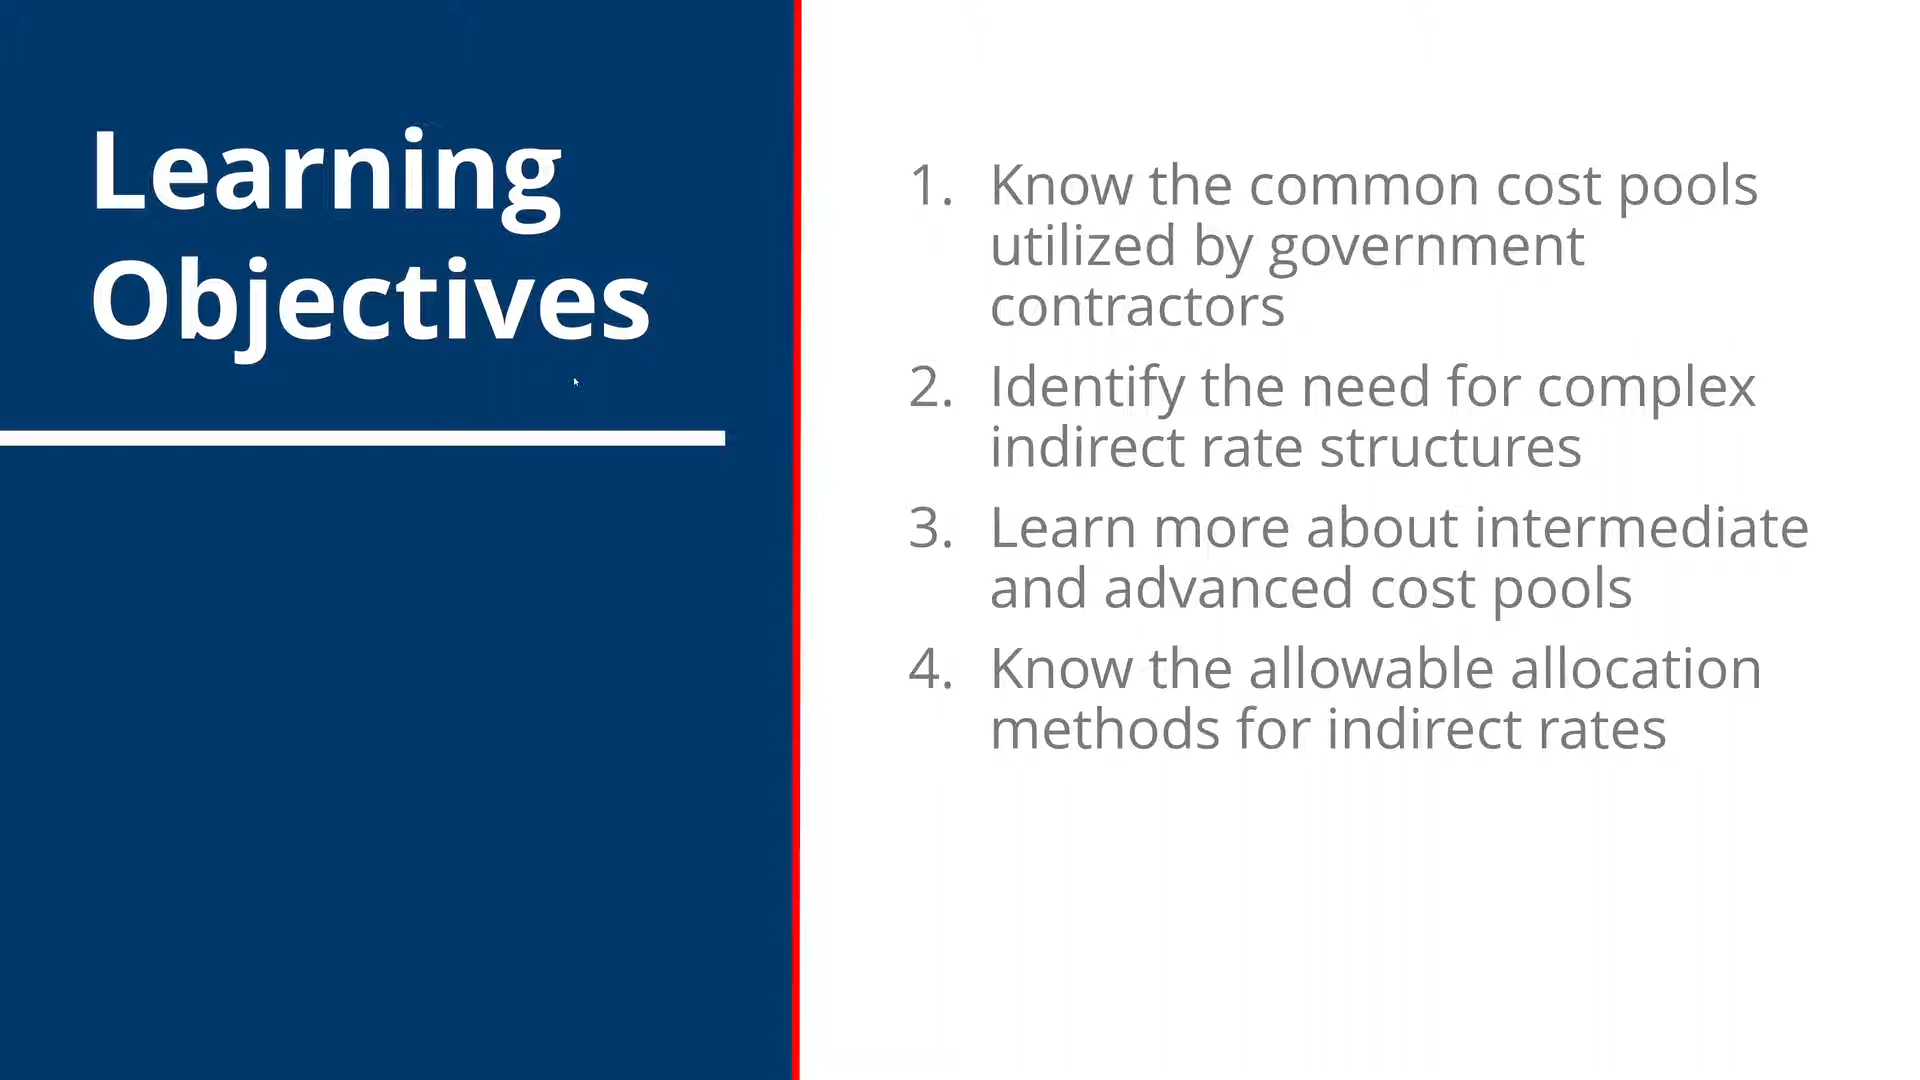 Learning
Objectives
1. Know the common cost pools
utilized by government
contractors
2. Identify the need for complex
indirect rate structures
3. Learn more about intermediate
and advanced cost pools
4. Know the allowable allocation
methods for indirect rates